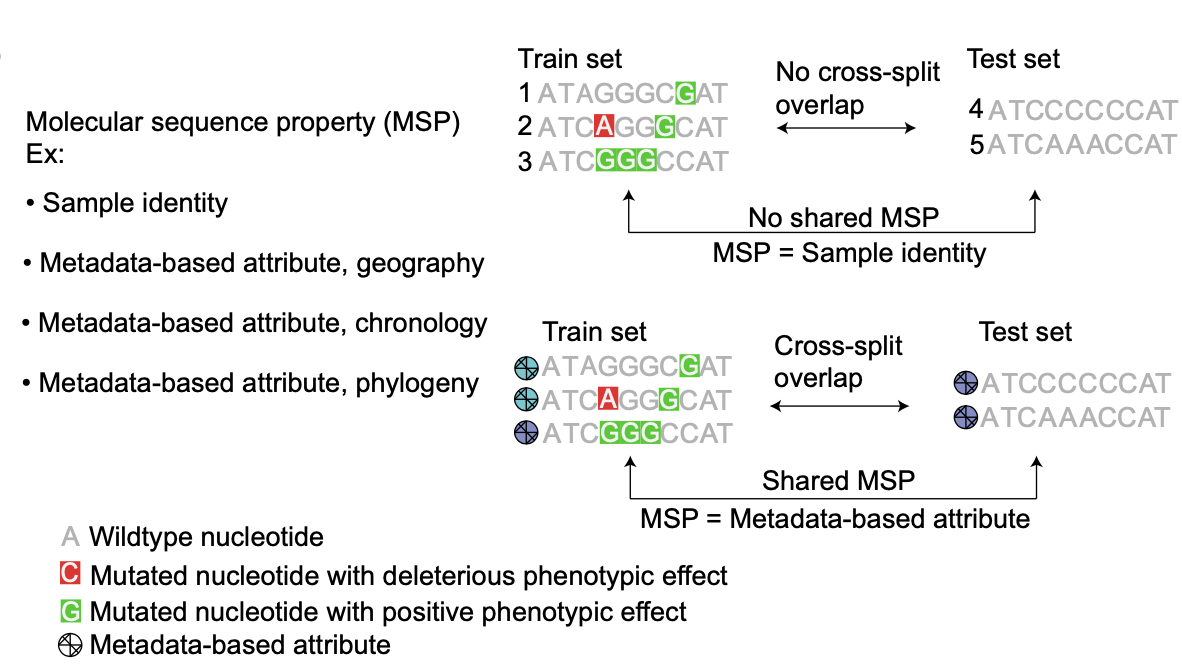 Molecular sequence property (MSP)
Ex:
• Sample identity
• Metadata-based attribute, geography
• Metadata-based attribute, chronology
• Metadata-based attribute, phylogeny
Train set
1 ATAGGGCGAT
2 ATCAGGGCAT
3 ATCGGGCCAT
No cross-split
overlap
Test set
4 ATCCCCCCAT
5 ATCAAACCAT
No shared MSP
MSP = Sample identity
Train set
ATAGGGCGAT
ATCAGGGCAT
ATCGGGCCAT
Cross-split
overlap
Test set
ATCCCCCCAT
ATCAAACCAT
Shared MSP
MSP = Metadata-based attribute
A Wildtype nucleotide
C Mutated nucleotide with deleterious phenotypic effect
G Mutated nucleotide with positive phenotypic effect
Metadata-based attribute